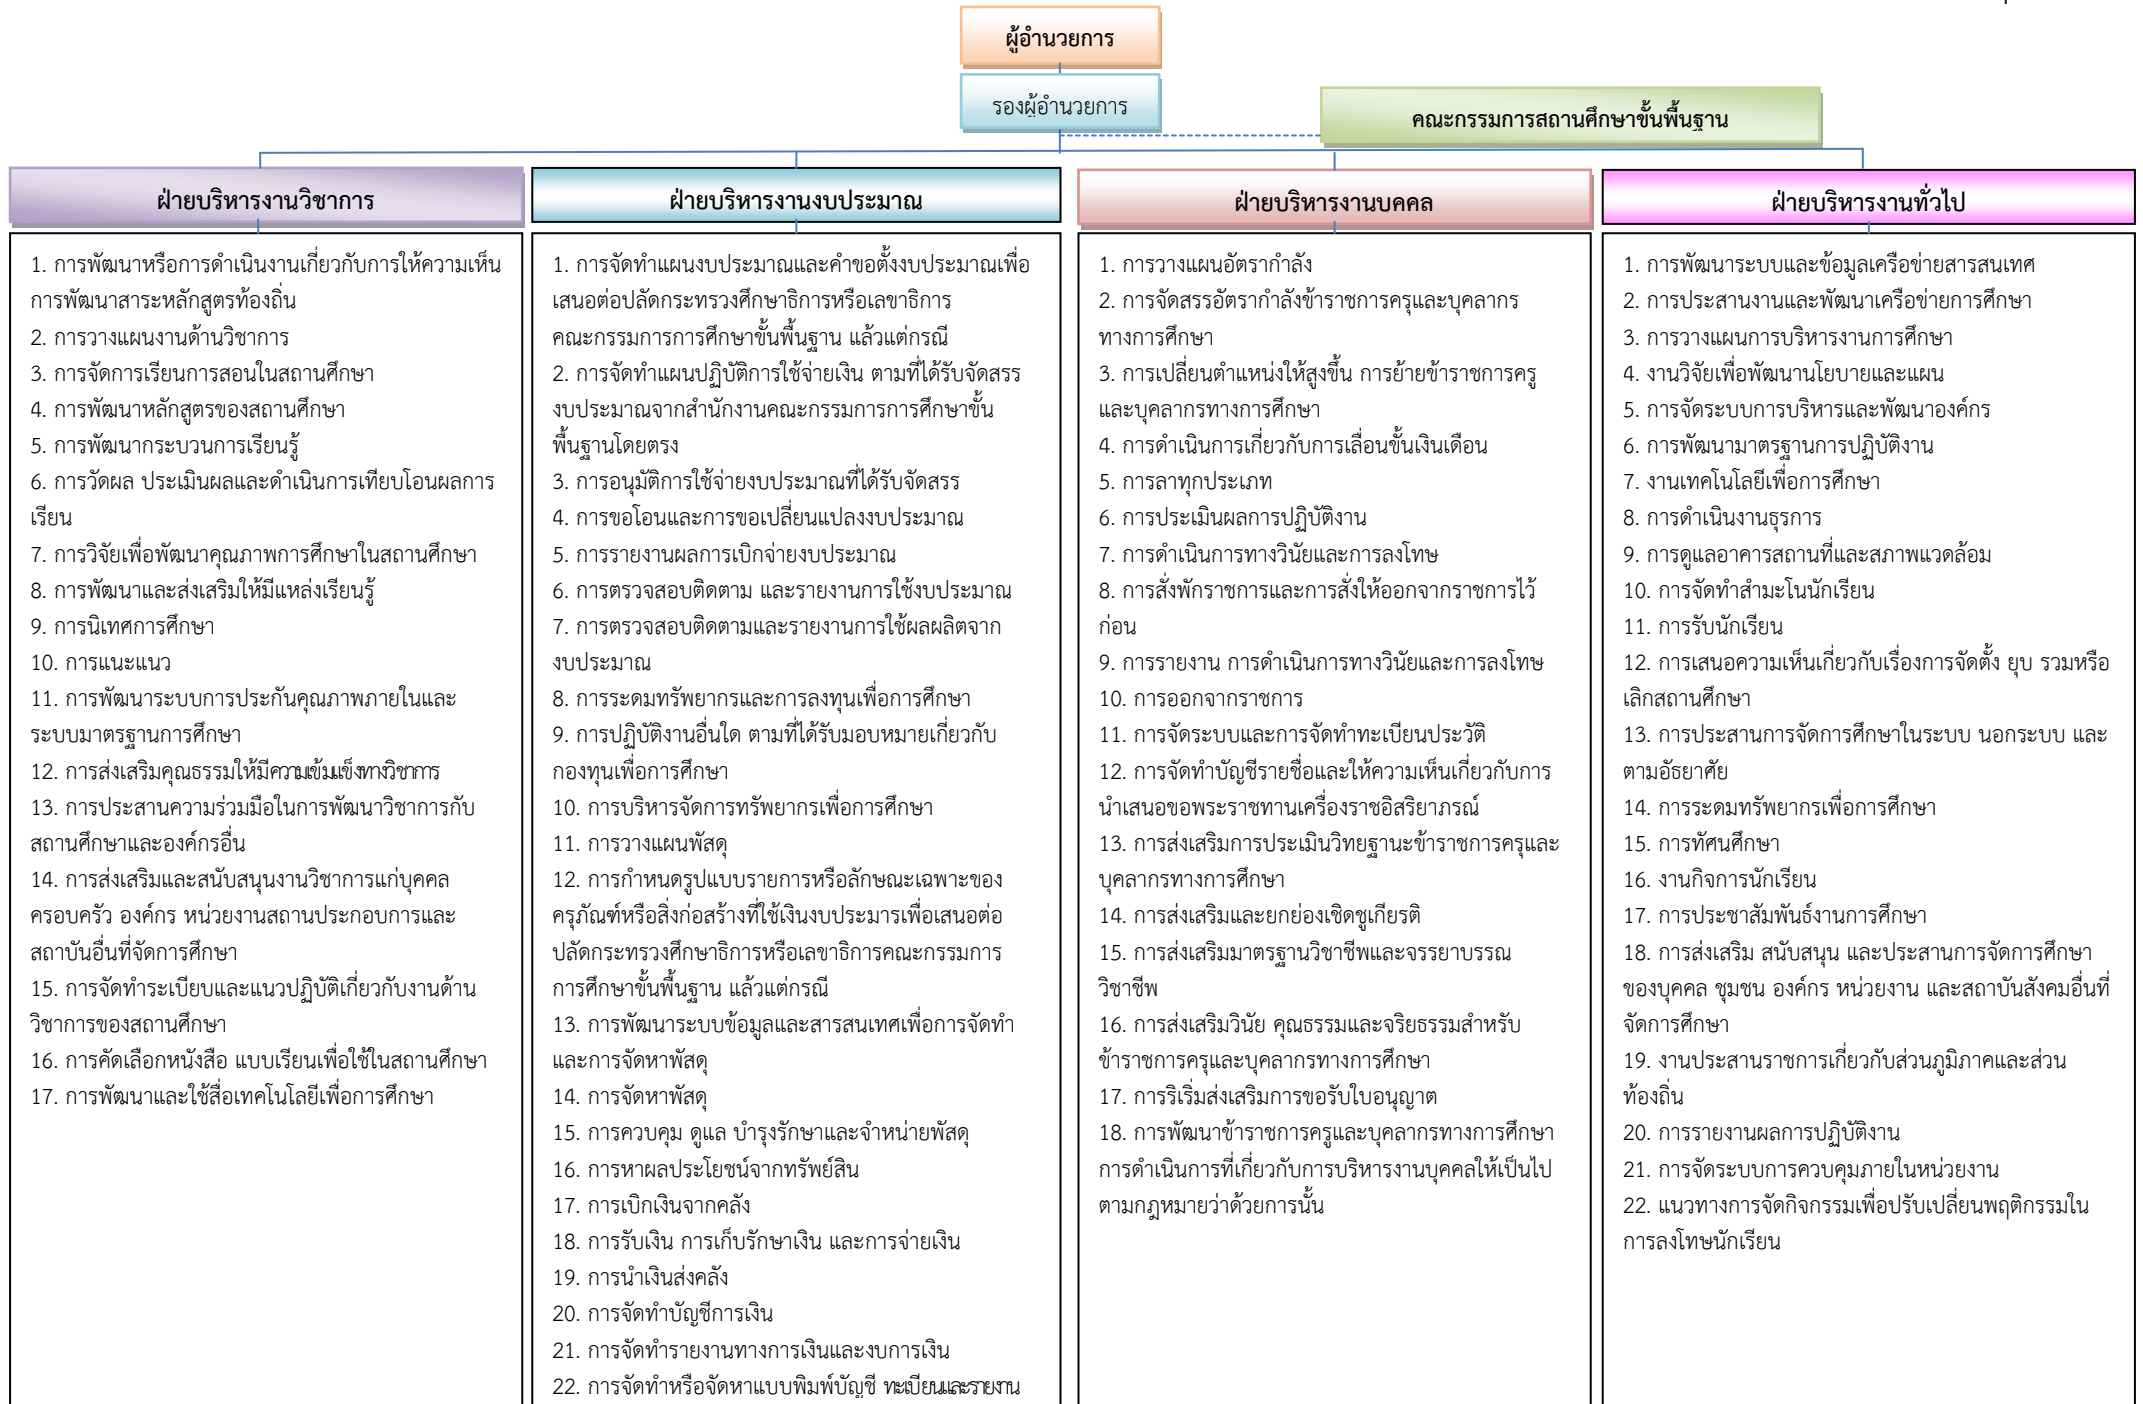 ผู้อำนวยการ
รองผู้อำนวยการ
คณะกรรมการสถานศึกษาขั้นพื้นฐาน
ฝ่ายบริหารงานวิชาการ
1. การพัฒนาหรือการดำเนินงานเกี่ยวกับการให้ความเห็น
การพัฒนาสาระหลักสูตรท้องถิ่น
2. การวางแผนงานด้านวิชาการ
3. การจัดการเรียนการสอนในสถานศึกษา
4. การพัฒนาหลักสูตรของสถานศึกษา
5. การพัฒนากระบวนการเรียนรู้
6. การวัดผล ประเมินผลและดำเนินการเทียบโอนผลการ
เรียน
7. การวิจัยเพื่อพัฒนาคุณภาพการศึกษาในสถานศึกษา
8. การพัฒนาและส่งเสริมให้มีแหล่งเรียนรู้
9. การนิเทศการศึกษา
10. การแนะแนว
11. การพัฒนาระบบการประกันคุณภาพภายในและ
ระบบมาตรฐานการศึกษา
12. การส่งเสริมคุณธรรมให้มีความเข้มแข็งทางวิชาการ
13. การประสานความร่วมมือในการพัฒนาวิชาการกับ
สถานศึกษาและองค์กรอื่น
14. การส่งเสริมและสนับสนุนงานวิชาการแก่บุคคล
ครอบครัว องค์กร หน่วยงานสถานประกอบการและ
สถาบันอื่นที่จัดการศึกษา
15. การจัดทำระเบียบและแนวปฏิบัติเกี่ยวกับงานด้าน
วิชาการของสถานศึกษา
16. การคัดเลือกหนังสือ แบบเรียนเพื่อใช้ในสถานศึกษา
17. การพัฒนาและใช้สื่อเทคโนโลยีเพื่อการศึกษา
ฝ่ายบริหารงานงบประมาณ
1. การจัดทำแผนงบประมาณและคำขอตั้งงบประมาณเพื่อ
เสนอต่อปลัดกระทรวงศึกษาธิการหรือเลขาธิการ
คณะกรรมการการศึกษาขั้นพื้นฐาน แล้วแต่กรณี
2. การจัดทำแผนปฏิบัติการใช้จ่ายเงิน ตามที่ได้รับจัดสรร
งบประมาณจากสำนักงานคณะกรรมการการศึกษาขั้น
พื้นฐานโดยตรง
3. การอนุมัติการใช้จ่ายงบประมาณที่ได้รับจัดสรร
4. การขอโอนและการขอเปลี่ยนแปลงงบประมาณ
5. การรายงานผลการเบิกจ่ายงบประมาณ
6. การตรวจสอบติดตาม และรายงานการใช้งบประมาณ
7. การตรวจสอบติดตามและรายงานการใช้ผลผลิตจาก
งบประมาณ
8. การระดมทรัพยากรและการลงทุนเพื่อการศึกษา
9. การปฏิบัติงานอื่นใด ตามที่ได้รับมอบหมายเกี่ยวกับ
กองทุนเพื่อการศึกษา
10. การบริหารจัดการทรัพยากรเพื่อการศึกษา
11. การวางแผนพัสดุ
12. การกำหนดรูปแบบรายการหรือลักษณะเฉพาะของ
ครุภัณฑ์หรือสิ่งก่อสร้างที่ใช้เงินงบประมารเพื่อเสนอต่อ
ปลัดกระทรวงศึกษาธิการหรือเลขาธิการคณะกรรมการ
การศึกษาขั้นพื้นฐาน แล้วแต่กรณี
13. การพัฒนาระบบข้อมูลและสารสนเทศเพื่อการจัดทำ
และการจัดหาพัสดุ
14. การจัดหาพัสดุ
15. การควบคุม ดูแล บำรุงรักษาและจำหน่ายพัสดุ
16. การหาผลประโยชน์จากทรัพย์สิน
17. การเบิกเงินจากคลัง
18. การรับเงิน การเก็บรักษาเงิน และการจ่ายเงิน
19. การนำเงินส่งคลัง
20. การจัดทำบัญชีการเงิน
21. การจัดทำรายงานทางการเงินและงบการเงิน
22. การจัดทำหรือจัดหาแบบพิมพ์บัญชี ทะเบียนและรายงาน
ฝ่ายบริหารงานบุคคล
1. การวางแผนอัตรากำลัง
2. การจัดสรรอัตรากำลังข้าราชการครุและบุคลากร
ทางการศึกษา
3. การเปลี่ยนตำแหน่งให้สูงขึ้น การย้ายข้าราชการครู
และบุคลากรทางการศึกษา
4. การดำเนินการเกี่ยวกับการเลื่อนขั้นเงินเดือน
5. การลาทุกประเภท
6. การประเมินผลการปฏิบัติงาน
7. การดำเนินการทางวินัยและการลงโทษ
8. การสั่งพักราชการและการสั่งให้ออกจากราชการไว้
ก่อน
9. การรายงาน การดำเนินการทางวินัยและการลงโทษ
10. การออกจากราชการ
11. การจัดระบบและการจัดทำทะเบียนประวัติ
12. การจัดทำบัญชีรายชื่อและให้ความเห็นเกี่ยวกับการ
นำเสนอขอพระราชทานเครื่องราชอิสริยาภรณ์
13. การส่งเสริมการประเมินวิทยฐานะข้าราชการครุและ
บุคลากรทางการศึกษา
14. การส่งเสริมและยกย่องเชิดชูเกียรติ
15. การส่งเสริมมาตรฐานวิชาชีพและจรรยาบรรณ
วิชาชีพ
16. การส่งเสริมวินัย คุณธรรมและจริยธรรมสำหรับ
ข้าราชการครุและบุคลากรทางการศึกษา
17. การริเริ่มส่งเสริมการขอรับใบอนุญาต
18. การพัฒนาข้าราชการครูและบุคลากรทางการศึกษา
การดำเนินการที่เกี่ยวกับการบริหารงานบุคคลให้เป็นไป
ตามกฎหมายว่าด้วยการนั้น
ฝ่ายบริหารงานทั่วไป
1. การพัฒนาระบบและข้อมูลเครือข่ายสารสนเทศ
2. การประสานงานและพัฒนาเครือข่ายการศึกษา
3. การวางแผนการบริหารงานการศึกษา
4. งานวิจัยเพื่อพัฒนานโยบายและแผน
5. การจัดระบบการบริหารและพัฒนาองค์กร
6. การพัฒนามาตรฐานการปฏิบัติงาน
7. งานเทคโนโลยีเพื่อการศึกษา
8. การดำเนินงานธุรการ
9. การดูแลอาคารสถานที่และสภาพแวดล้อม
10. การจัดทำสำมะโนนักเรียน
11. การรับนักเรียน
12. การเสนอความเห็นเกี่ยวกับเรื่องการจัดตั้ง ยุบ รวมหรือ
เลิกสถานศึกษา
13. การประสานการจัดการศึกษาในระบบ นอกระบบ และ
ตามอัธยาศัย
14. การระดมทรัพยากรเพื่อการศึกษา
15. การทัศนศึกษา
16. งานกิจการนักเรียน
17. การประชาสัมพันธ์งานการศึกษา
18. การส่งเสริม สนับสนุน และประสานการจัดการศึกษา
ของบุคคล ชุมชน องค์กร หน่วยงาน และสถาบันสังคมอื่นที่
จัดการศึกษา
19. งานประสานราชการเกี่ยวกับส่วนภูมิภาคและส่วน
ท้องถิ่น
20. การรายงานผลการปฏิบัติงาน
21. การจัดระบบการควบคุมภายในหน่วยงาน
22. แนวทางการจัดกิจกรรมเพื่อปรับเปลี่ยนพฤติกรรมใน
การลงโทษนักเรียน